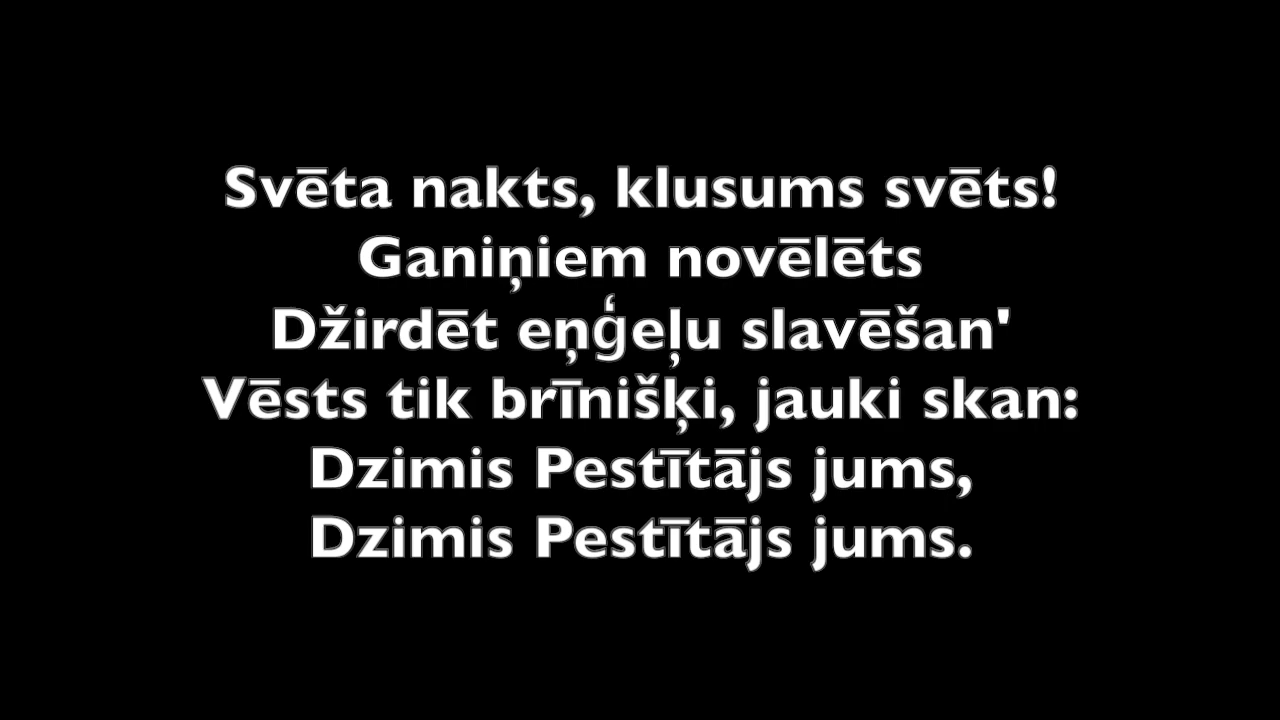 Svēta nakts, klusums svēts!
Ganiņiem novēlēts
Džirdēt eņģeļu slavēšan'
Vēsts tik brīnišķi, jauki skan:
Dzimis Pestītājs jums,
Dzimis Pestītājs jums.